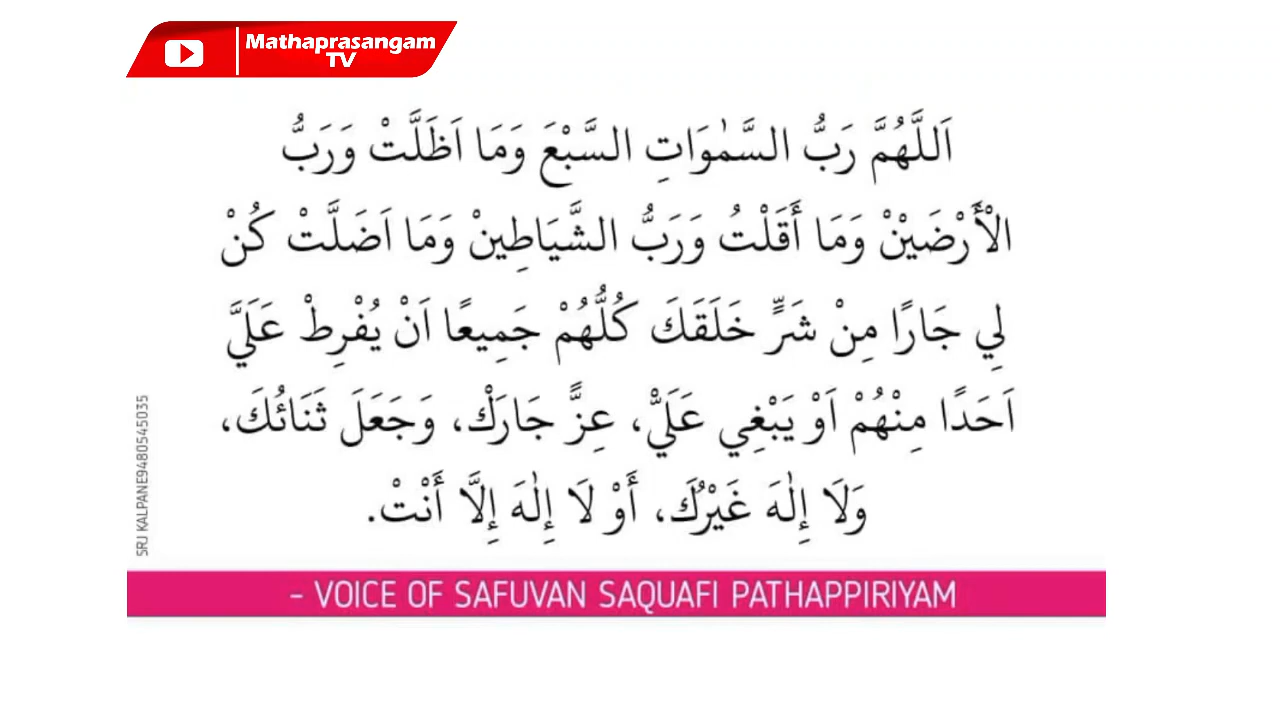 Mathaprasangam
TV
اَللَّهُمَّ رَبُّ السَّمٰوَاتِ السَّبْعَ وَمَا اَظَلَّتْ وَرَبُّ
الْأَرْضَيْنْ وَمَا أَقَلْتُ وَرَبُّ الشَّيَاطِينْ وَمَا اَضَلَّتْ كُنْ
لِي جَارًا مِنْ شَرٍّ خَلَقَكَ كُلُّهُمْ جَمِيعًا اَنْ يُفْرِطْ عَلَيَّ
اَحَدًا مِنْهُمْ اَوْ يَبْغِي عَلَيّْ، عِزَّ جَارَكْ، وَجَعَلَ ثَنَائُكَ،
وَلَا إِلٰهَ غَيْرُكَ، أَوْ لَا إِلٰهَ إِلَّا أَنْتْ.
SRJ KALPANE9480545035
- VOICE OF SAFUVAN SAQUAFI PATHAPPIRIYAM